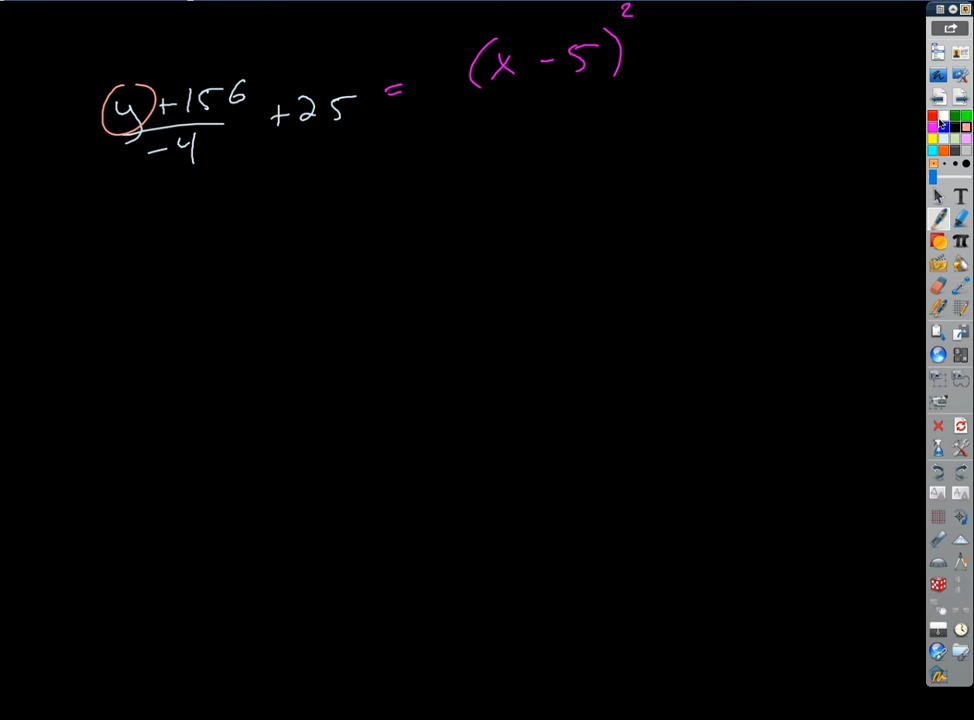 (y+156)/(-4) +25 = (x-5)²